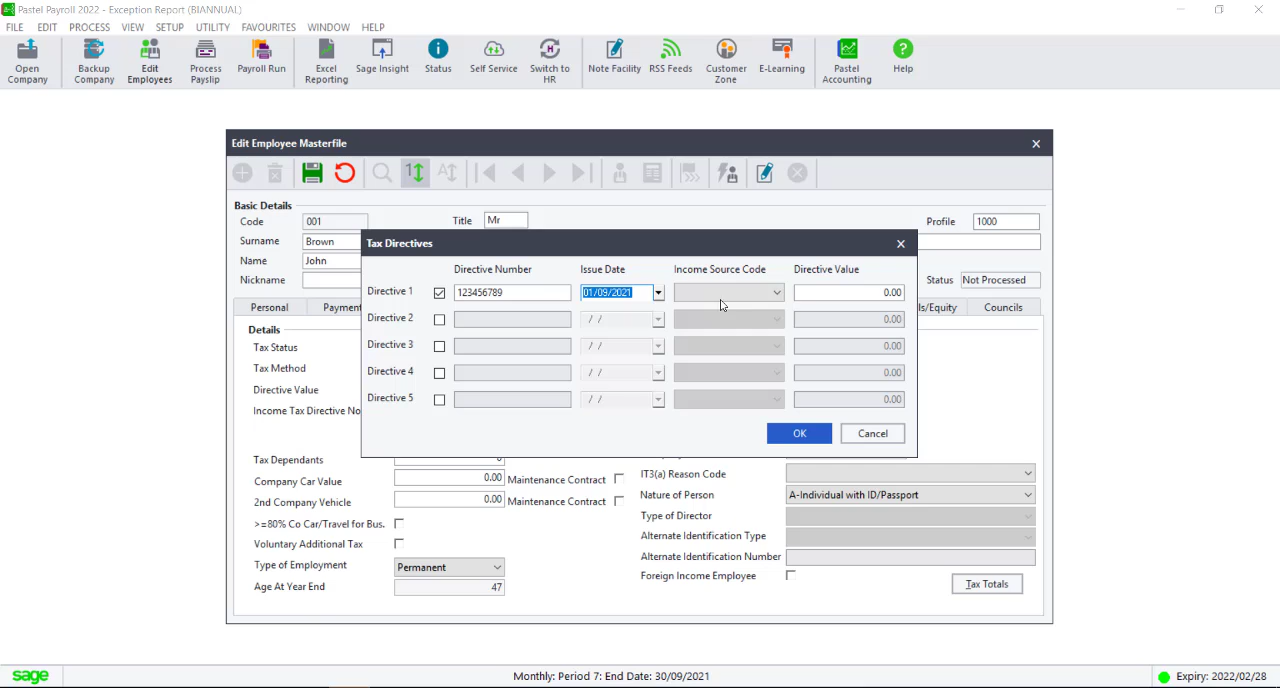 Pastel Payroll 2022 - Exception Report (BIANNUAL)
FILE EDIT PROCESS VIEW SETUP UTILITY FAVOURITES WINDOW HELP
Open Company
Backup Company
Edit Employees
Process Payslip
Payroll Run
Excel Reporting
Sage Insight
Status
Self Service
Switch to HR
Note Facility
RSS Feeds
Customer Zone
E-Learning
Pastel Accounting
Help
Edit Employee Masterfile
Basic Details
Code 001 Title Mr Profile 1000
Surname Brown
Name John
Nickname Status Not Processed
Personal Councils
Details
Tax Status
Tax Method
Directive Value
Income Tax Directive No
Tax Directives
Directive Number Issue Date Income Source Code Directive Value
Directive 1 123456789 01/09/2021 0.00
Directive 2 / / 0.00
Directive 3 / / 0.00
Directive 4 / / 0.00
Directive 5 / / 0.00
OK Cancel
Tax Dependants
Company Car Value 0.00 Maintenance Contract
2nd Company Vehicle 0.00 Maintenance Contract
>=80% Co Car/Travel for Bus.
Voluntary Additional Tax
Type of Employment Permanent
Age At Year End 47
IT3(a) Reason Code
Nature of Person A-Individual with ID/Passport
Type of Director
Alternate Identification Type
Alternate Identification Number
Foreign Income Employee
Tax Totals
sage Monthly: Period 7: End Date: 30/09/2021 Expiry: 2022/02/28